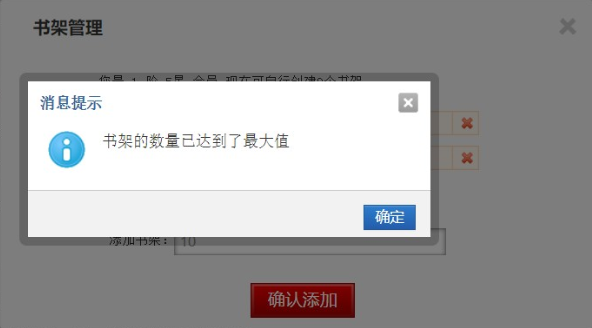 书架管理
消息提示
书架的数量已达到了最大值
确定
添加书架：
10
确认添加